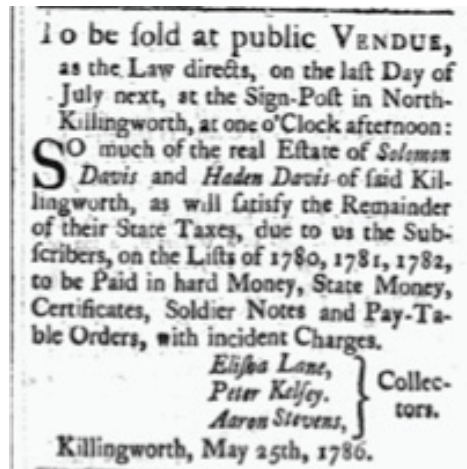 To be ſold at public VENDUE,
as the Law directs, on the laſt Day of
July next, at the Sign-Poſt in North-
Killingworth, at one o'Clock afternoon:
SO much of the real Eſtate of Solomon
Davis and Haden Davis of ſaid Kil-
lingworth, as will ſatisfy the Remainder
of their State Taxes, due to us the Sub-
ſcribers, on the Liſts of 1780, 1781, 1782,
to be Paid in hard Money, State Money,
Certificates, Soldier Notes and Pay-Ta-
ble Orders, with incident Charges.
Eliſha Lane,
Peter Kelſey.
Aaron Stevens,
Collec-
tors.
Killingworth, May 25th, 1786.